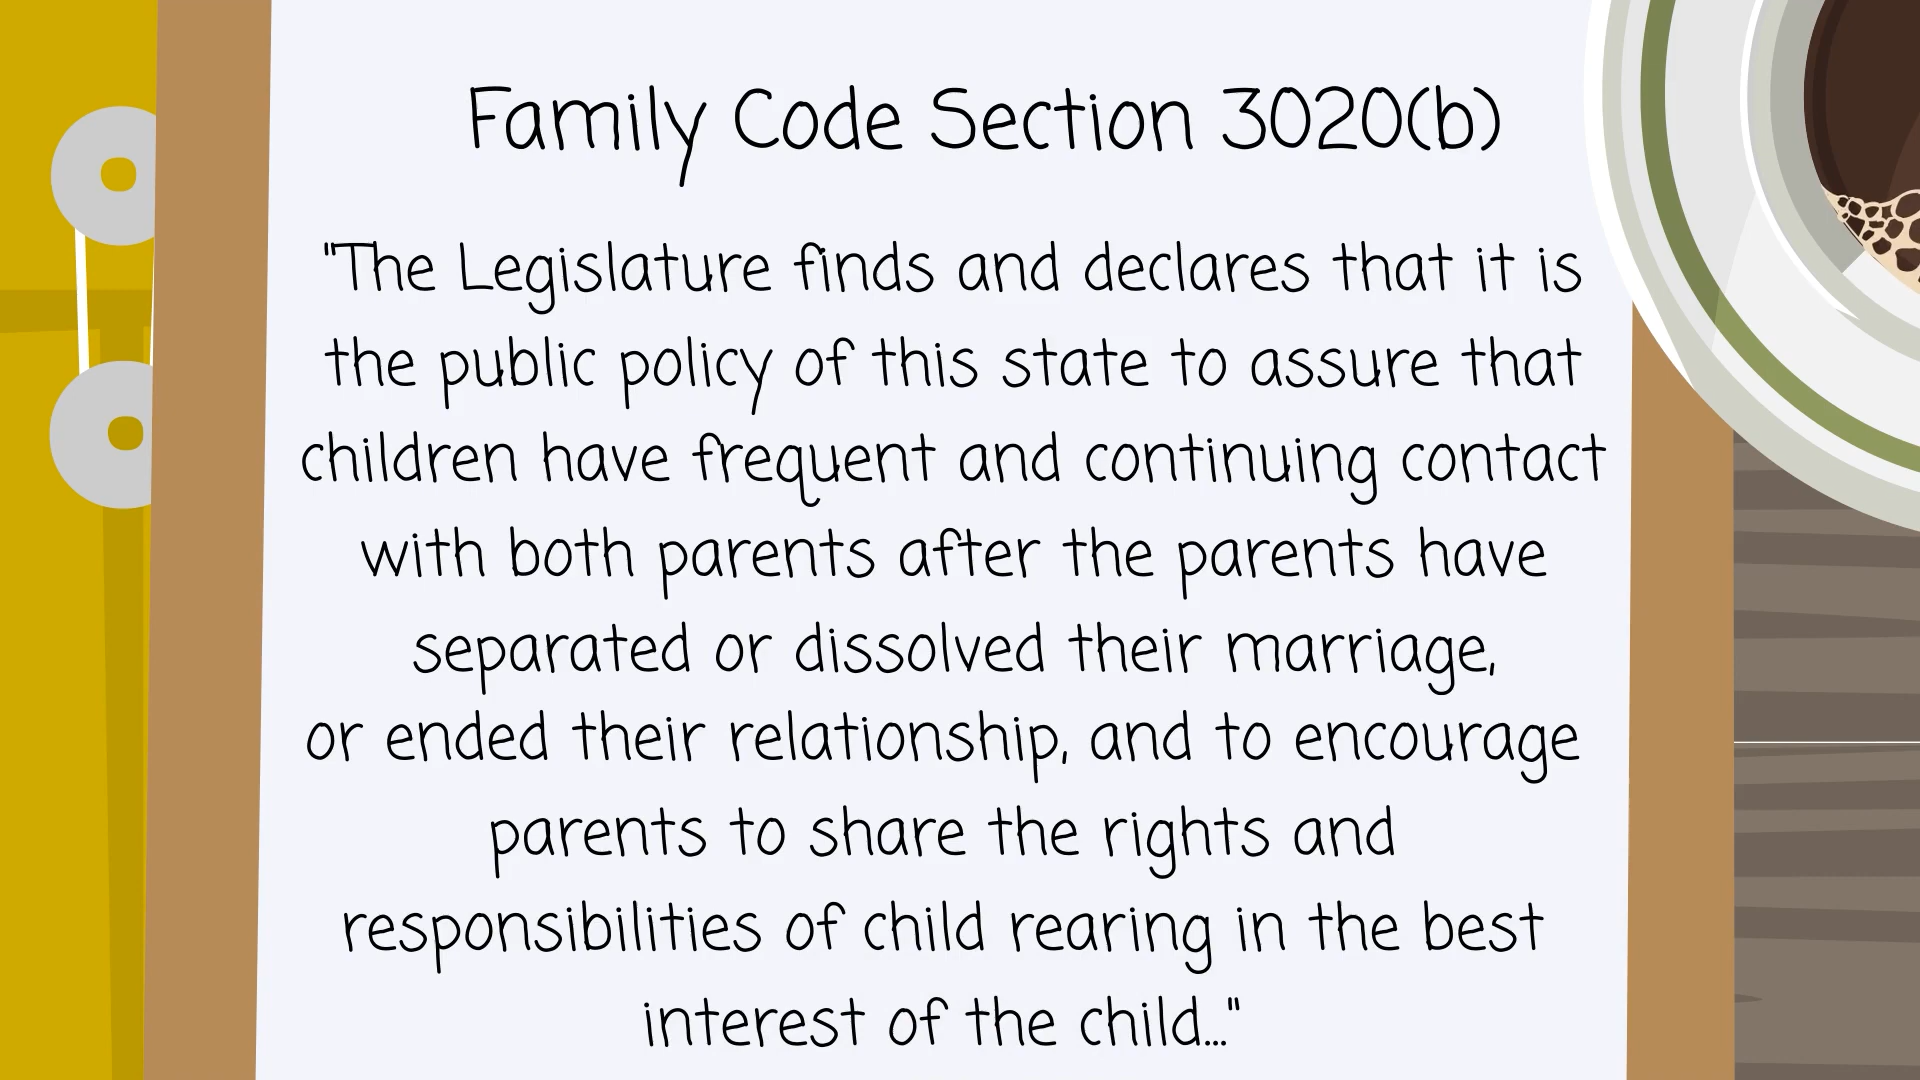 Family Code Section 3020(b)
"The Legislature finds and declares that it is
the public policy of this state to assure that
children have frequent and continuing contact
with both parents after the parents have
separated or dissolved their marriage,
or ended their relationship, and to encourage
parents to share the rights and
responsibilities of child rearing in the best
interest of the child..."